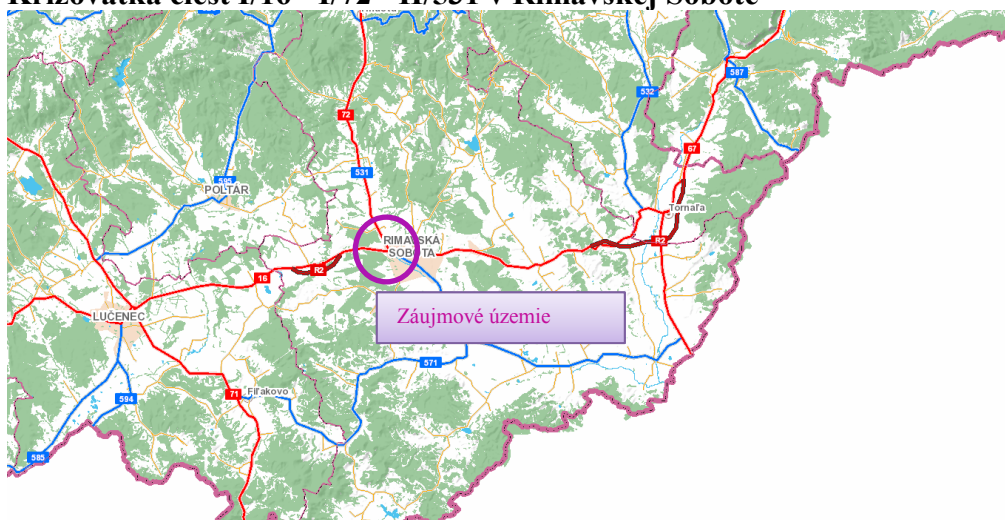 Križovatka ciest I/16 - I/72 - II/531 v Rimavskej Sobote
587
532
72
67
531
595
POLTÁR
Tornaľa
RIMAVSKÁ
SOBOTA
R2
R2
16
Záujmové územie
LUČENEC
571
71
Fiľakovo
594
585